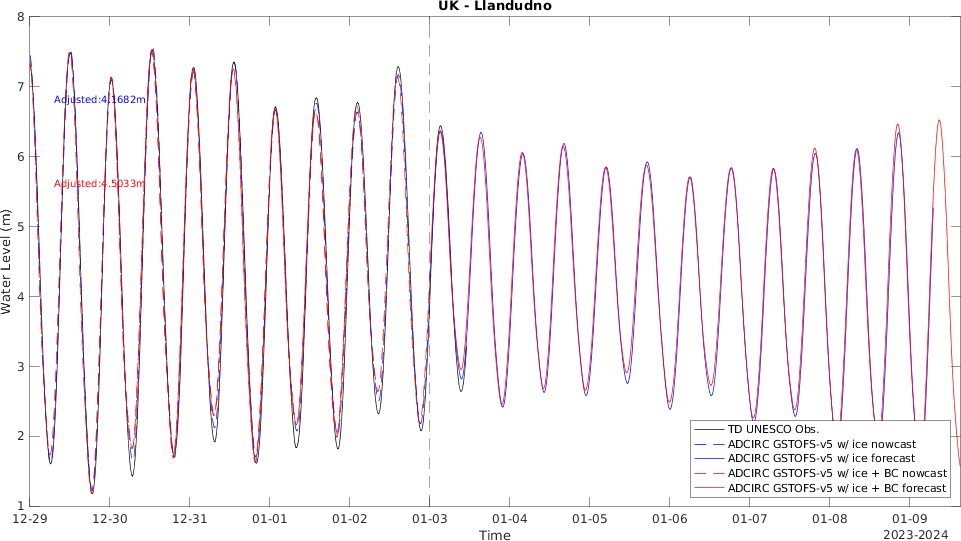 UK - Llandudno
8
7
6
5
4
3
2
1
Water Level (m)
Adjusted:4.1682m
Adjusted:4.5033m
TD UNESCO Obs.
ADCIRC GSTOFS-v5 w/ ice nowcast
ADCIRC GSTOFS-v5 w/ ice forecast
ADCIRC GSTOFS-v5 w/ ice + BC nowcast
ADCIRC GSTOFS-v5 w/ ice + BC forecast
12-29 12-30 12-31 01-01 01-02 01-03 01-04 01-05 01-06 01-07 01-08 01-09
Time
2023-2024